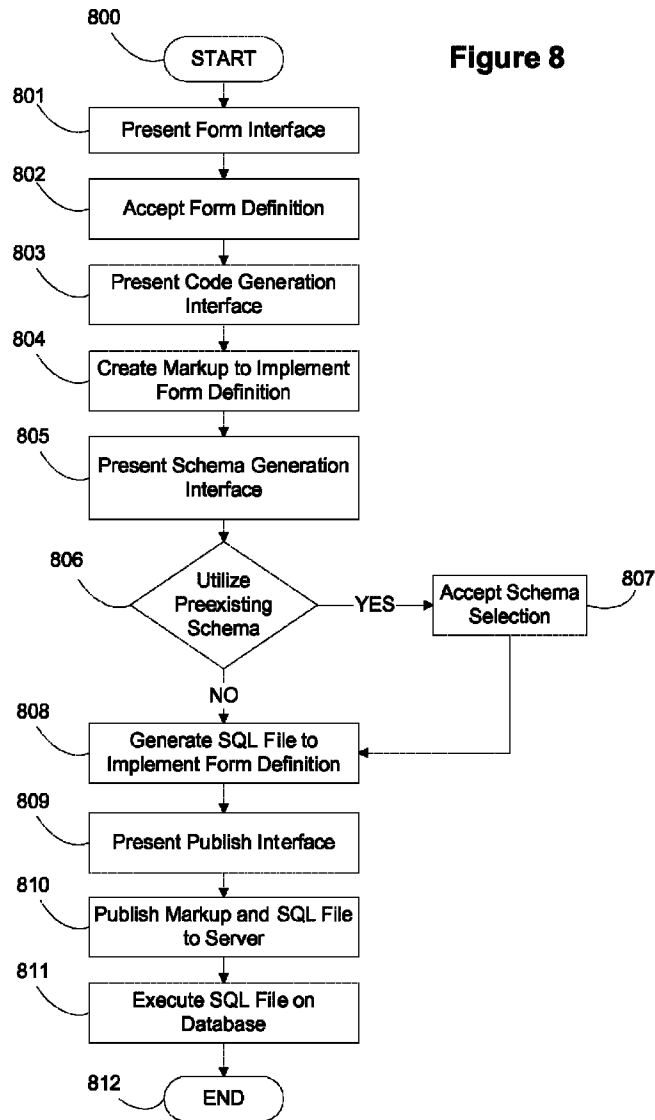 Figure 8
800
START
801
Present Form Interface
802
Accept Form Definition
803
Present Code Generation
Interface
804
Create Markup to Implement
Form Definition
805
Present Schema Generation
Interface
806
Utilize
Preexisting
Schema
YES
807
Accept Schema
Selection
NO
808
Generate SQL File to
Implement Form Definition
809
Present Publish Interface
810
Publish Markup and SQL File
to Server
811
Execute SQL File on
Database
812
END